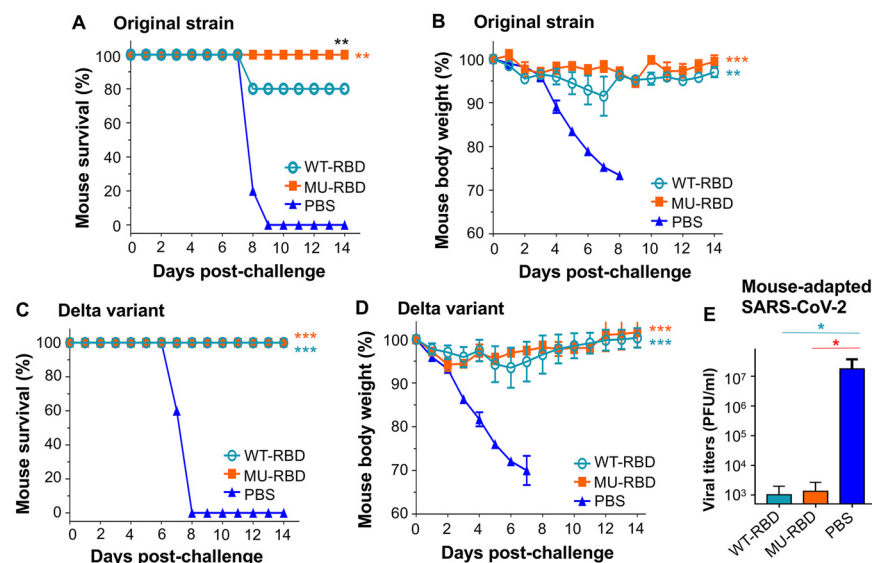 A Original strain
**
**
Mouse survival (%)
100
80
60
40
20
0
WT-RBD
MU-RBD
PBS
0 2 4 6 8 10 12 14
Days post-challenge
B Original strain
***
**
Mouse body weight (%)
100
90
80
70
60
WT-RBD
MU-RBD
PBS
0 2 4 6 8 10 12 14
Days post-challenge
C Delta variant
***
***
Mouse survival (%)
100
80
60
40
20
0
WT-RBD
MU-RBD
PBS
0 2 4 6 8 10 12 14
Days post-challenge
D Delta variant
***
***
Mouse body weight (%)
100
90
80
70
60
WT-RBD
MU-RBD
PBS
0 2 4 6 8 10 12 14
Days post-challenge
Mouse-adapted
E SARS-CoV-2
*
*
Viral titers (PFU/ml)
10⁷
10⁶
10⁵
10⁴
10³
WT-RBD
MU-RBD
PBS